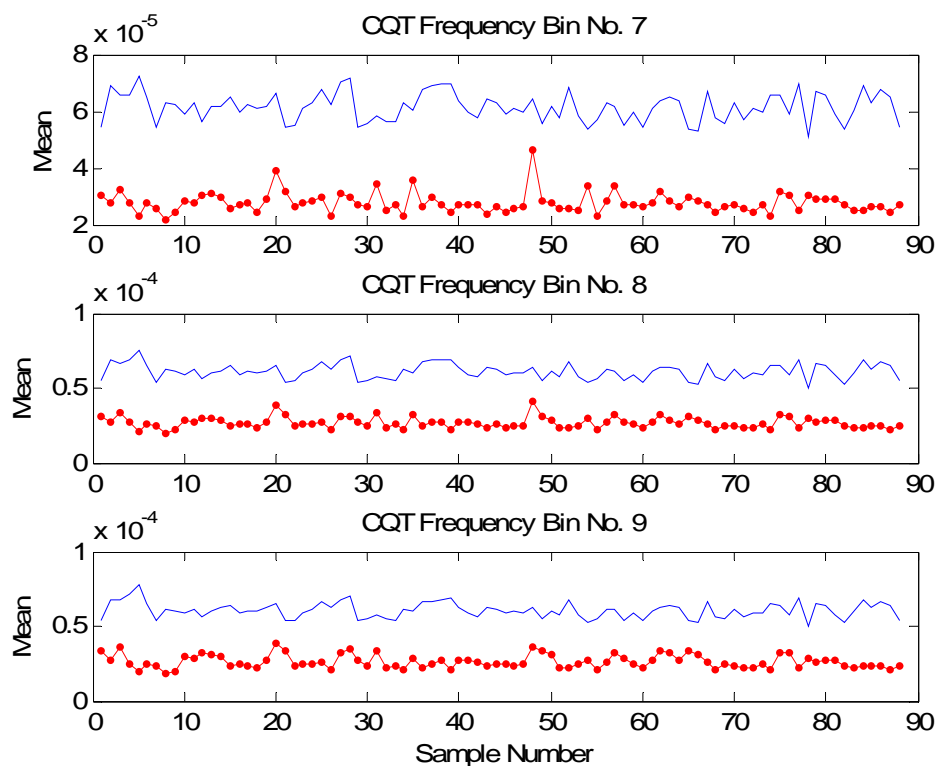 CQT Frequency Bin No. 7
x 10^-5
8
6
4
2
Mean
0 10 20 30 40 50 60 70 80 90
CQT Frequency Bin No. 8
x 10^-4
1
0.5
0
Mean
0 10 20 30 40 50 60 70 80 90
CQT Frequency Bin No. 9
x 10^-4
1
0.5
0
Mean
0 10 20 30 40 50 60 70 80 90
Sample Number